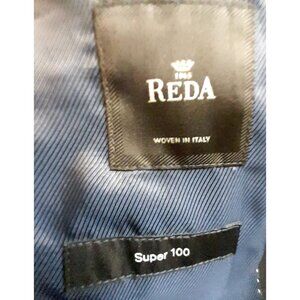 1865
REDA
WOVEN IN ITALY
Super 100